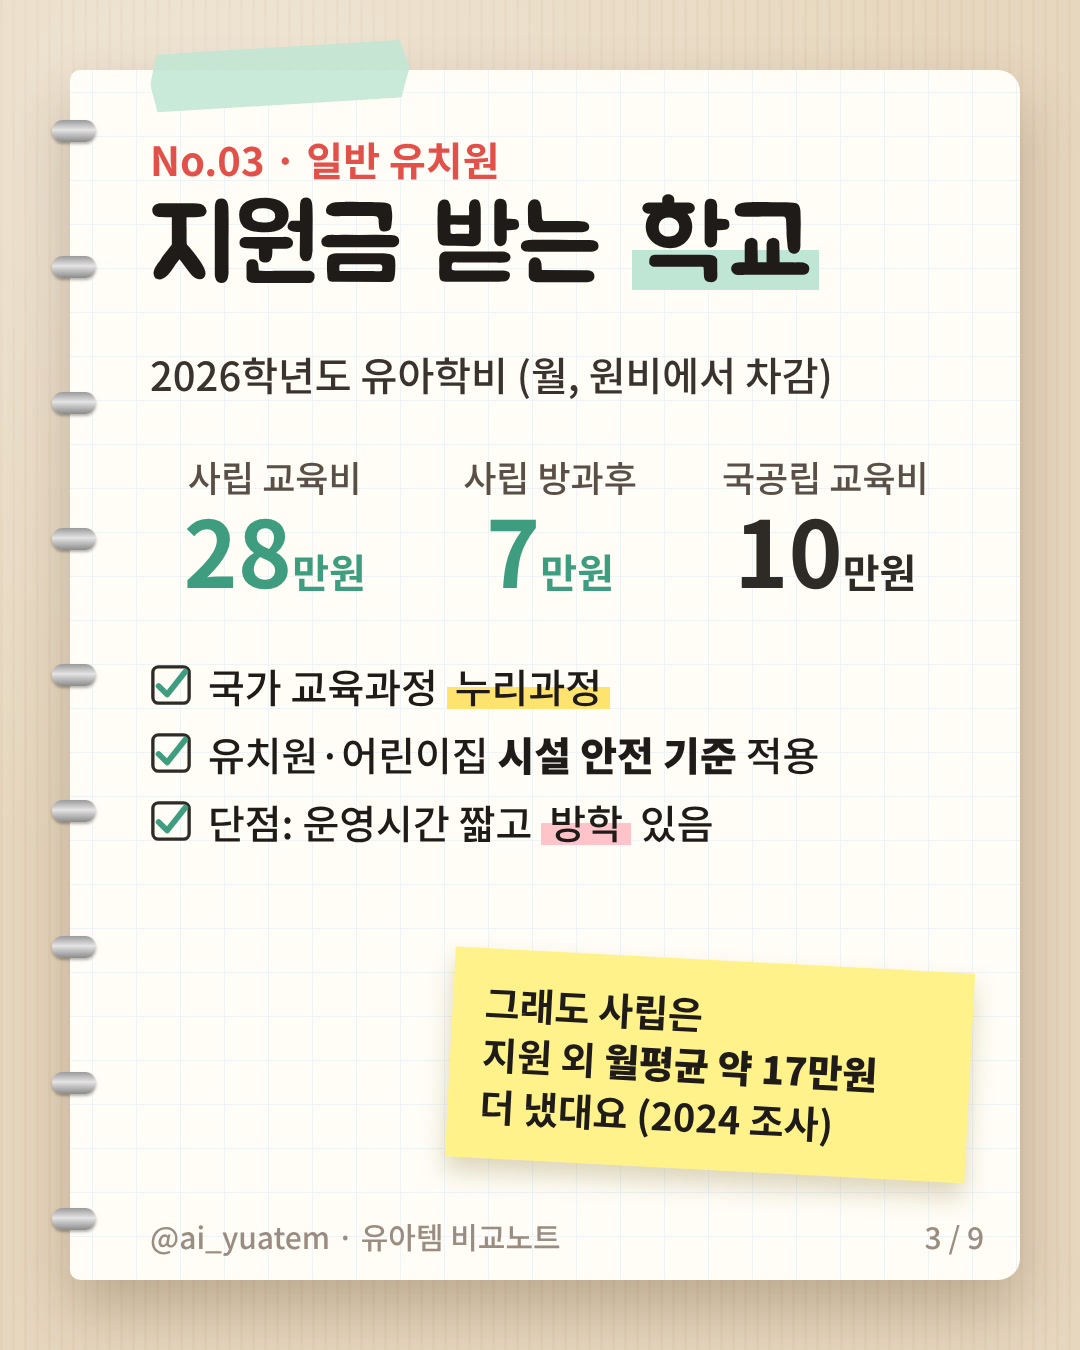 No.03 · 일반 유치원
지원금 받는 학교
2026학년도 유아학비 (월, 원비에서 차감)
사립 교육비 사립 방과후 국공립 교육비
28만원 7만원 10만원
국가 교육과정 누리과정
유치원·어린이집 시설 안전 기준 적용
단점: 운영시간 짧고 방학 있음
그래도 사립은
지원 외 월평균 약 17만원
더 냈대요 (2024 조사)
@ai_yuatem · 유아템 비교노트 3 / 9